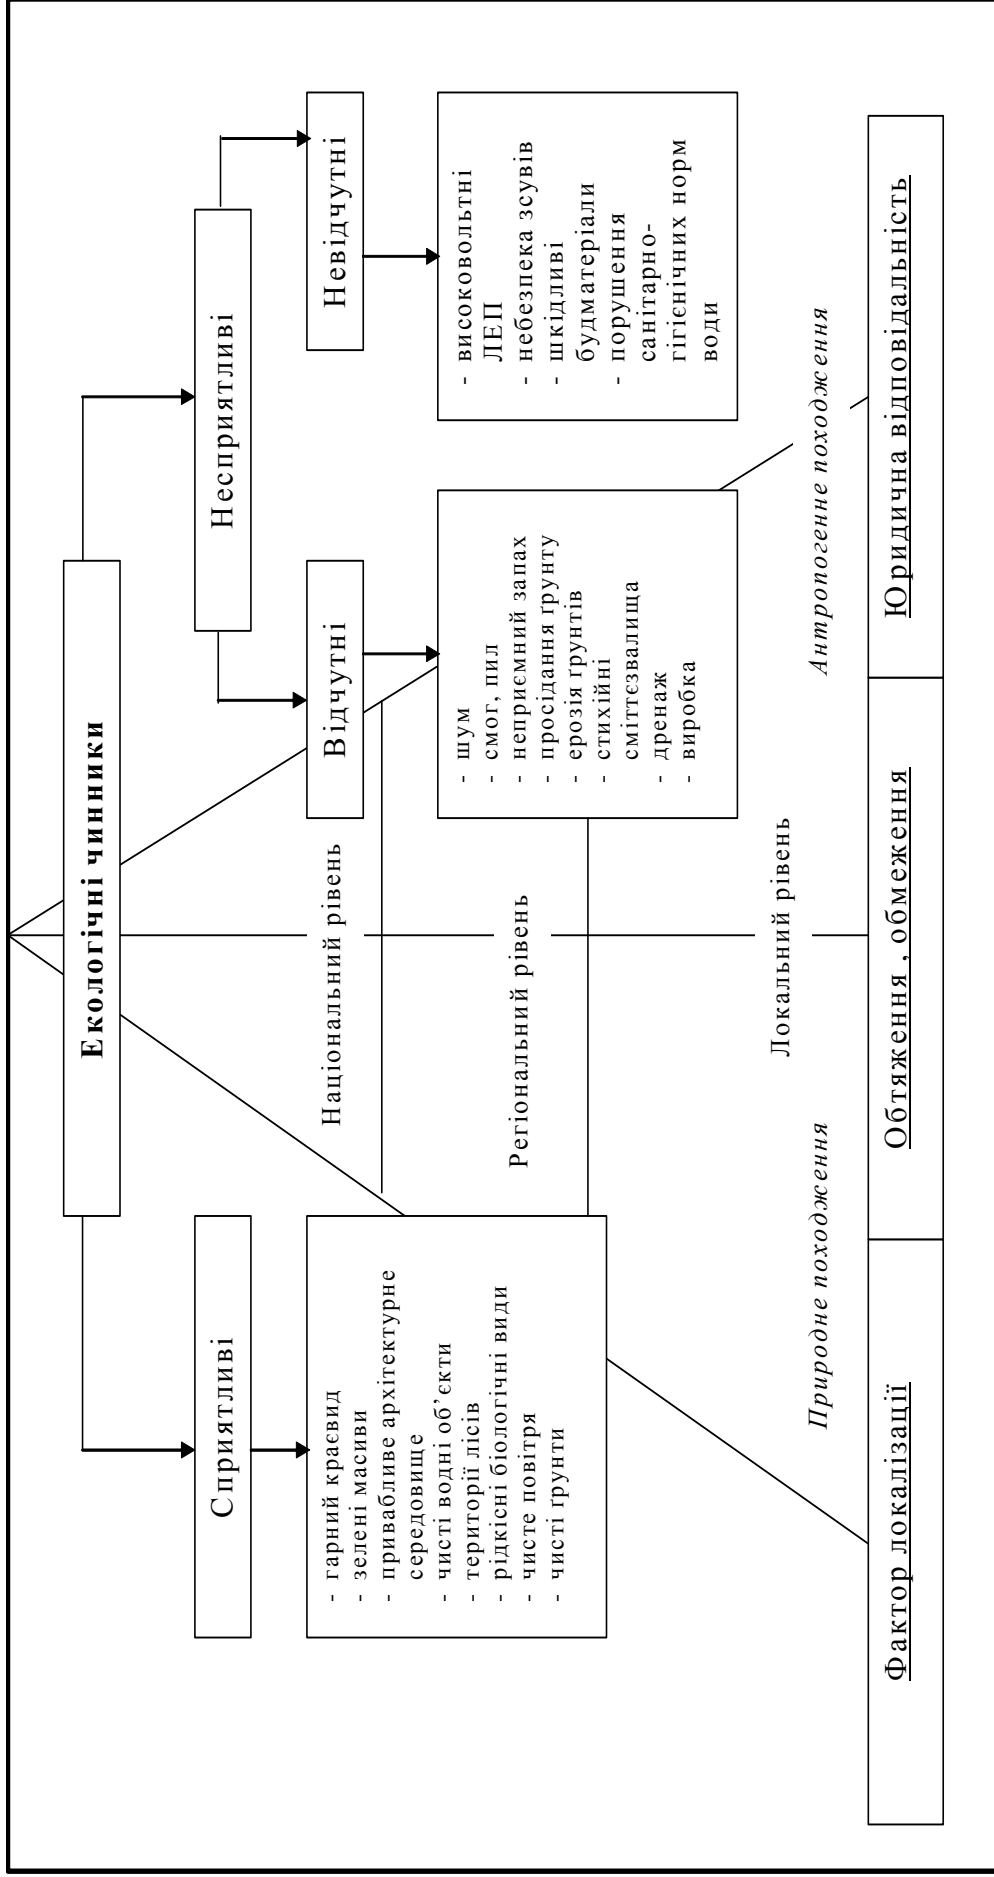 Екологічні чинники
Сприятливі
Несприятливі
Відчутні
Невідчутні
- гарний краєвид
- зелені масиви
- привабливе архітектурне
середовище
- чисті водні об’єкти
- території лісів
- рідкісні біологічні види
- чисте повітря
- чисті ґрунти
- шум
- смог, пил
- неприємний запах
- просідання ґрунту
- ерозія ґрунтів
- стихійні
сміттєзвалища
- дренаж
- виробка
- високовольтні
ЛЕП
- небезпека зсувів
- шкідливі
будматеріали
- порушення
санітарно-
гігієнічних норм
води
Національний рівень
Регіональний рівень
Локальний рівень
Природне походження
Антропогенне походження
Фактор локалізації
Обтяження , обмеження
Юридична відповідальність